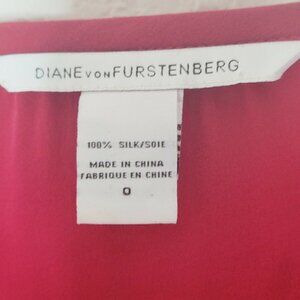 DIANE VON FURSTENBERG
100% SILK/SOIE
MADE IN CHINA
FABRIQUE EN CHINE
0